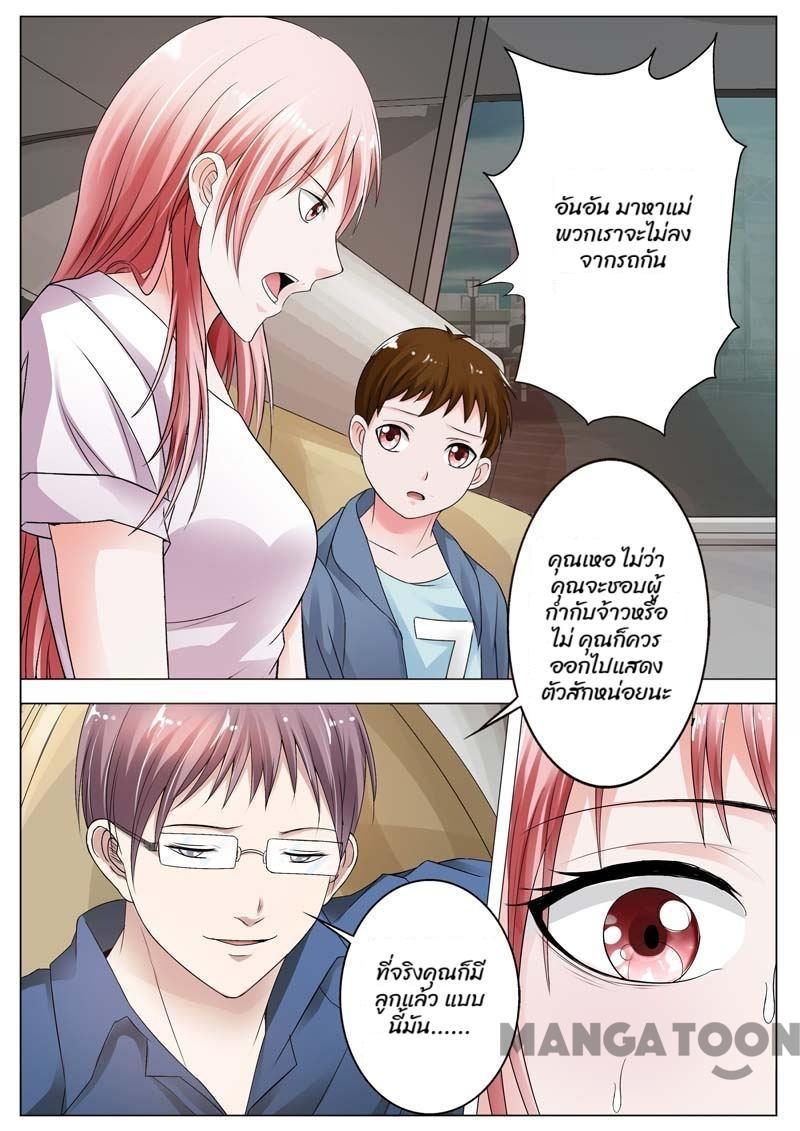 อันอัน มาหาแม่
พวกเราจะไม่ลง
จากรถกัน
7
คุณเหอ ไม่ว่า
คุณจะชอบผู้
กำกับจ้าวหรือ
ไม่ คุณก็ควร
ออกไปแสดง
ตัวสักหน่อยนะ
ที่จริงคุณก็มี
ลูกแล้ว แบบ
นี้มัน......
MANGATOON